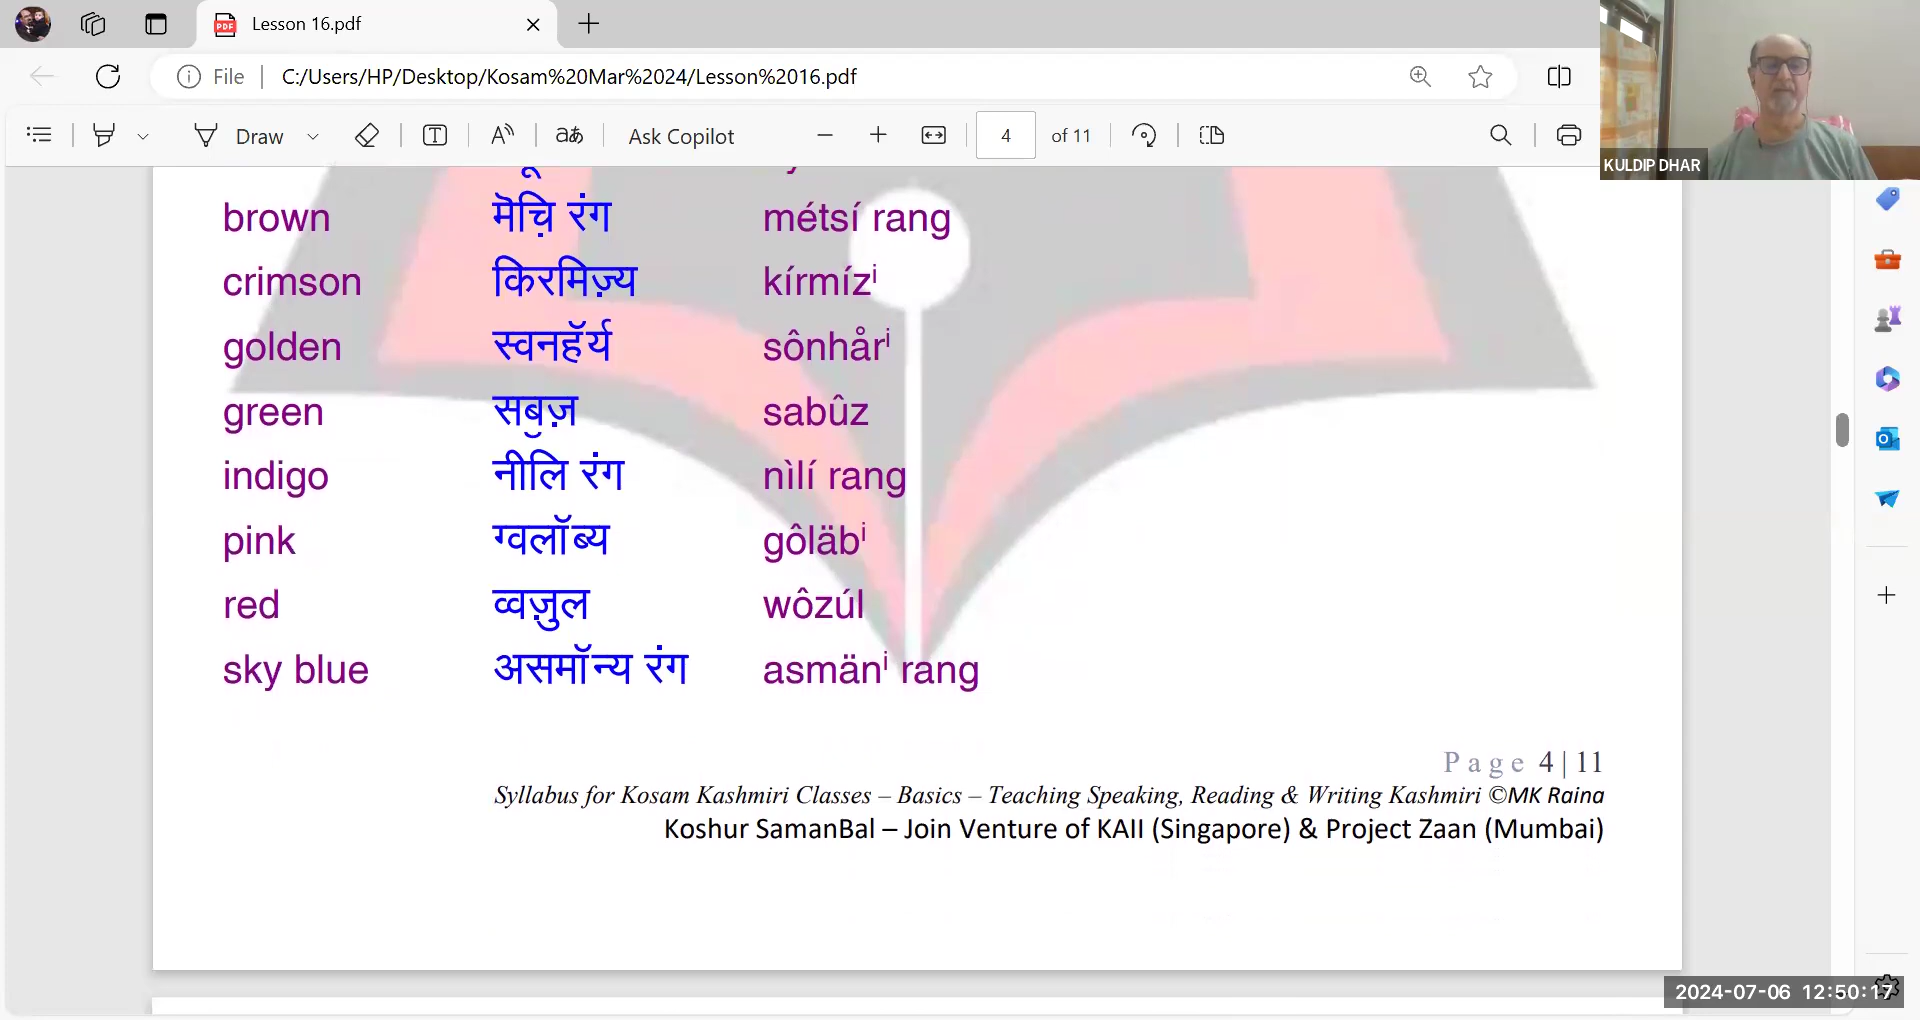 Lesson 16.pdf
File C:/Users/HP/Desktop/Kosam%20Mar%2024/Lesson%2016.pdf
Draw Ask Copilot 4 of 11
KULDIP DHAR
brown मॆच़ि रंग métsí rang
crimson किरमिज़्य kírmízⁱ
golden स्वनहॅर्य sônhårⁱ
green सबॖज़ sabûz
indigo नीलि रंग nìlí rang
pink ग्वलॉब्य gôläbⁱ
red व्वज़ुल wôzúl
sky blue असमॉन्य रंग asmänⁱ rang
Page 4|11
Syllabus for Kosam Kashmiri Classes – Basics – Teaching Speaking, Reading & Writing Kashmiri ©MK Raina
Koshur SamanBal – Join Venture of KAII (Singapore) & Project Zaan (Mumbai)
2024-07-06 12:50:17